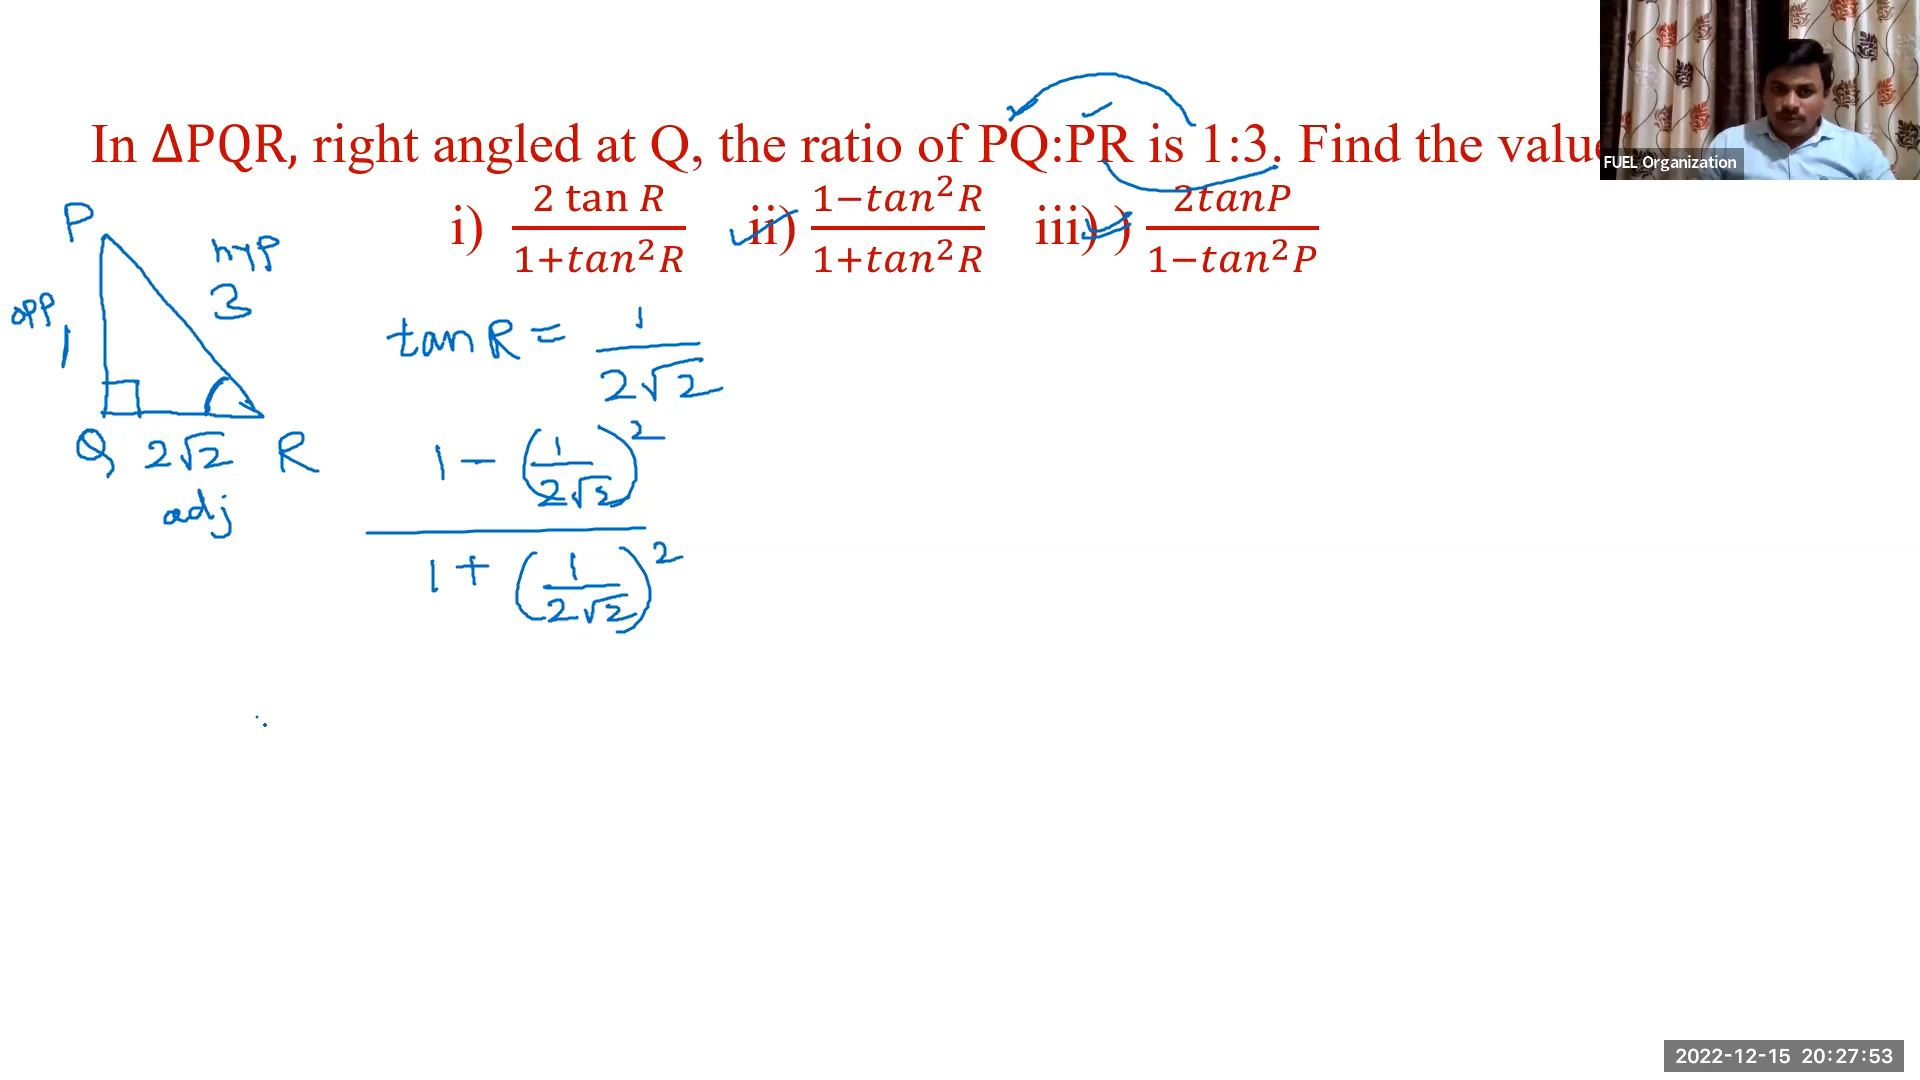 In ΔPQR, right angled at Q, the ratio of PQ:PR is 1:3. Find the value
i) (2 tan R)/(1+tan²R) ii) (1−tan²R)/(1+tan²R) iii) ) (2tanP)/(1−tan²P)
FUEL Organization
P
hyp
3
opp
1
Q 2√2 R
adj
tan R = 1/(2√2)
1 − (1/(2√2))²
1 + (1/(2√2))²
2022-12-15 20:27:53